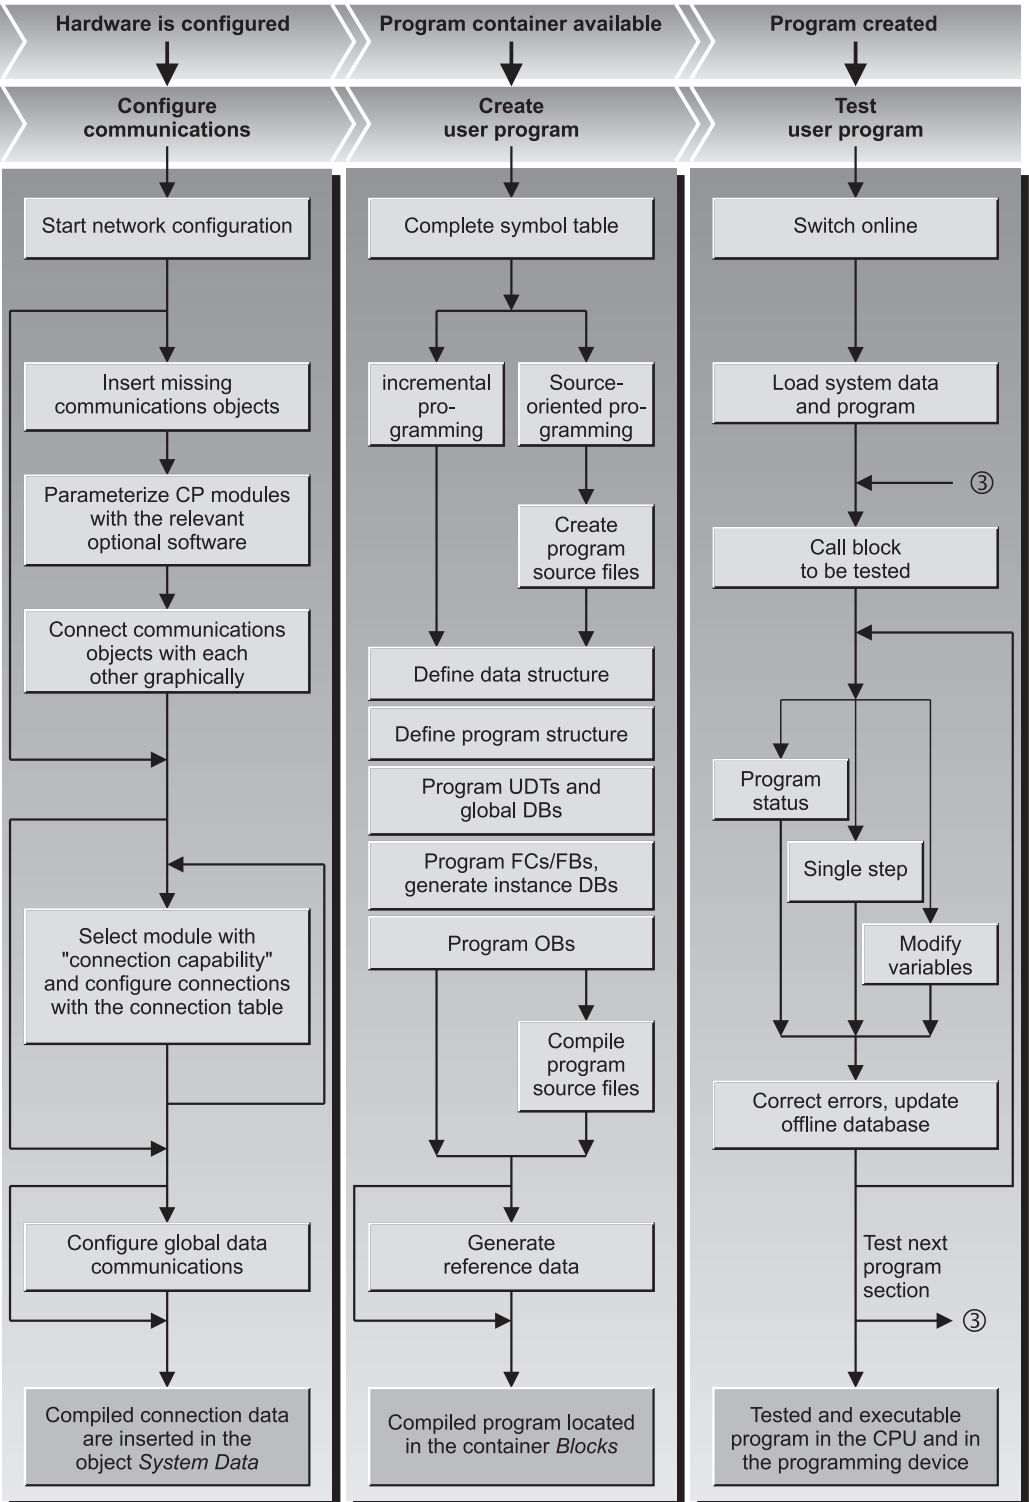 Hardware is configured
Program container available
Program created
Configure
communications
Create
user program
Test
user program
Start network configuration
Insert missing
communications objects
Parameterize CP modules
with the relevant
optional software
Connect communications
objects with each
other graphically
Select module with
"connection capability"
and configure connections
with the connection table
Configure global data
communications
Compiled connection data
are inserted in the
object System Data
Complete symbol table
incremental
pro-
gramming
Source-
oriented pro-
gramming
Create
program
source files
Define data structure
Define program structure
Program UDTs and
global DBs
Program FCs/FBs,
generate instance DBs
Program OBs
Compile
program
source files
Generate
reference data
Compiled program located
in the container Blocks
Switch online
Load system data
and program
③
Call block
to be tested
Program
status
Single step
Modify
variables
Correct errors, update
offline database
Test next
program
section
③
Tested and executable
program in the CPU and in
the programming device